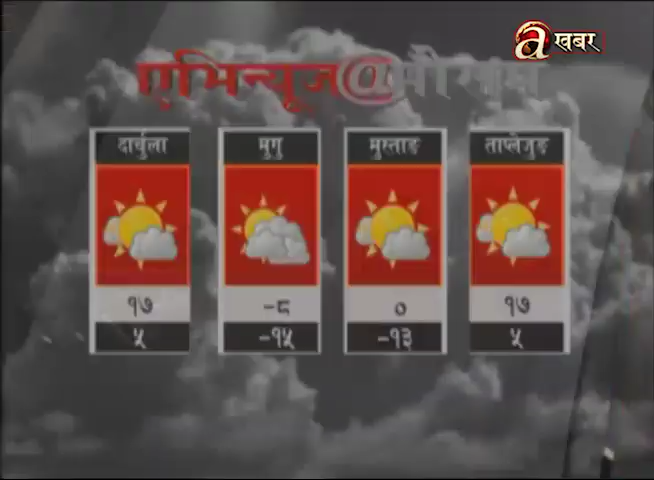 a खबर
एभिन्यूज@मौसम
दार्चुला मुगु मुस्ताङ ताप्लेजुङ
१७ -८ ० १७
५ -१५ -१३ ५